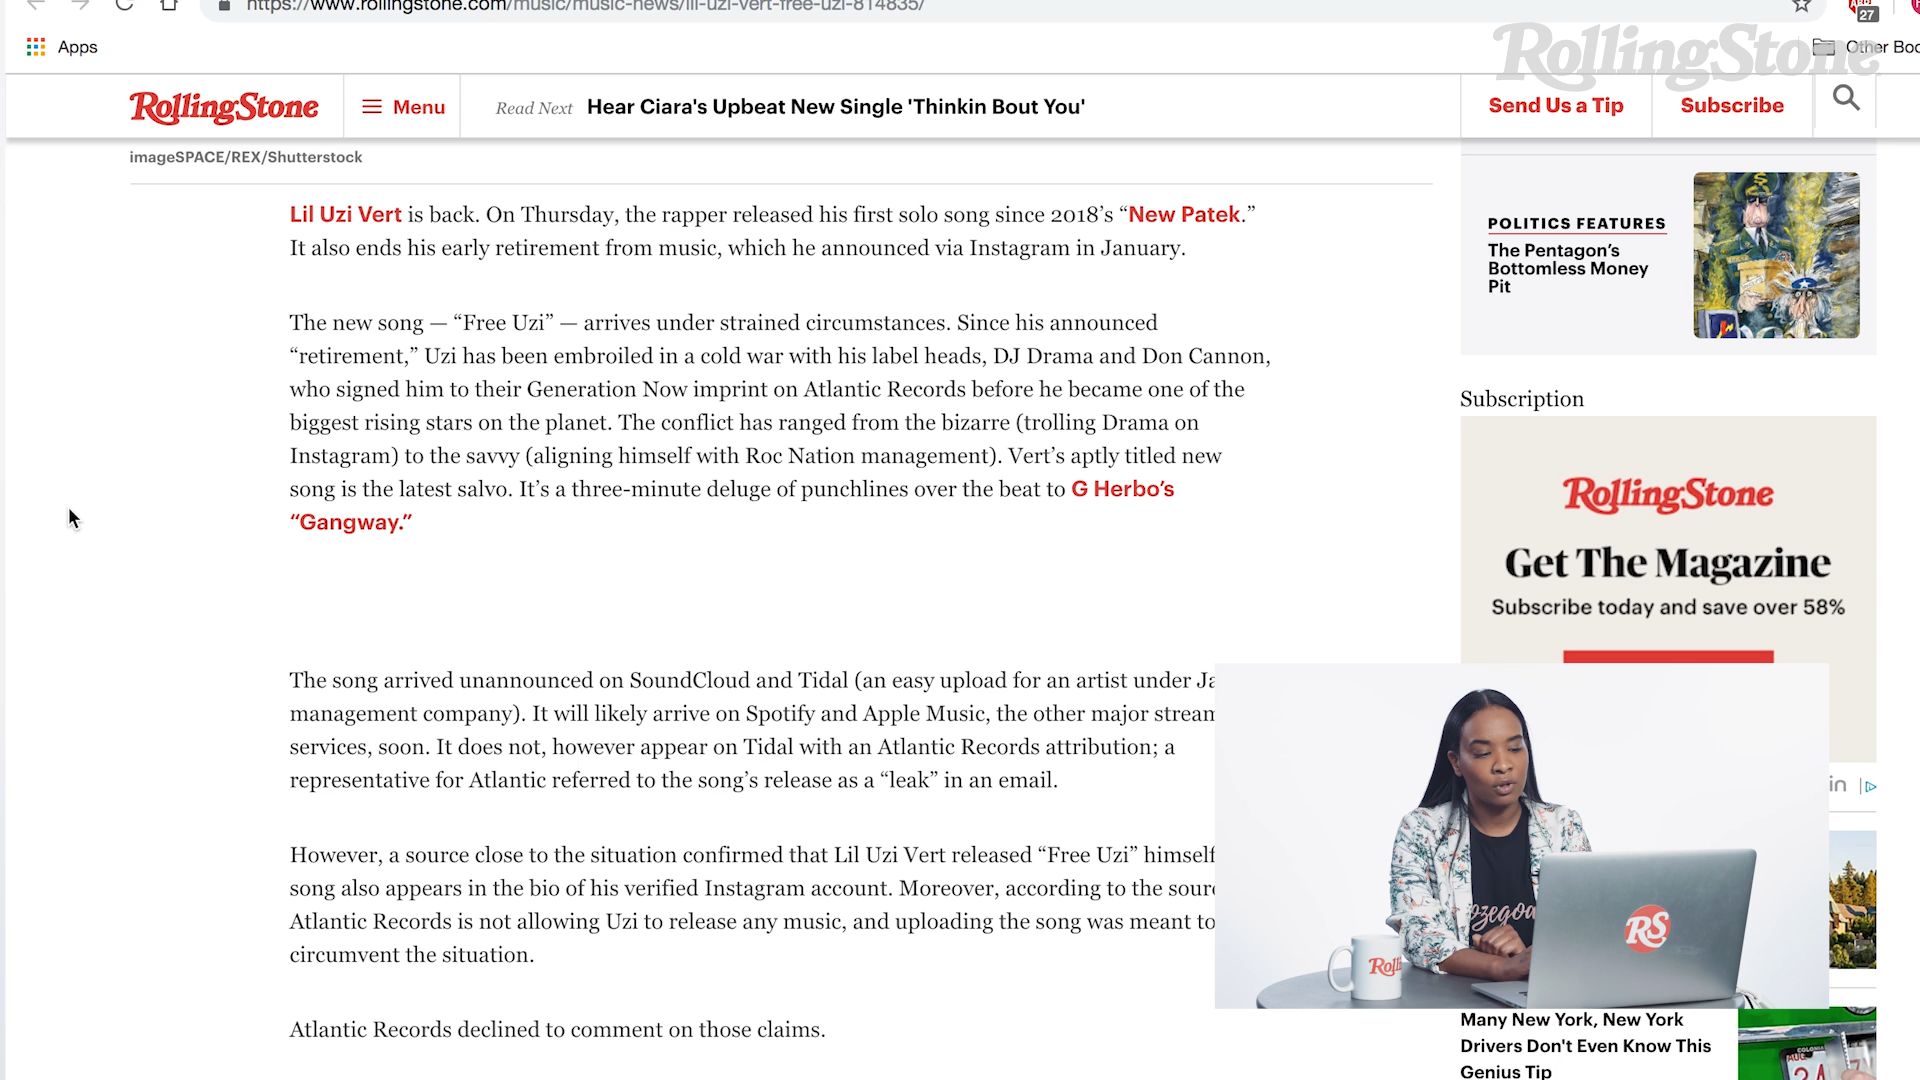 https://www.rollingstone.com/music/music-news/lil-uzi-vert-free-uzi-814835/
27
Apps
Other Boo
RollingStone
RollingStone
Menu
Read Next Hear Ciara's Upbeat New Single 'Thinkin Bout You'
Send Us a Tip
Subscribe
imageSPACE/REX/Shutterstock
Lil Uzi Vert is back. On Thursday, the rapper released his first solo song since 2018’s “New Patek.”
It also ends his early retirement from music, which he announced via Instagram in January.
The new song — “Free Uzi” — arrives under strained circumstances. Since his announced
“retirement,” Uzi has been embroiled in a cold war with his label heads, DJ Drama and Don Cannon,
who signed him to their Generation Now imprint on Atlantic Records before he became one of the
biggest rising stars on the planet. The conflict has ranged from the bizarre (trolling Drama on
Instagram) to the savvy (aligning himself with Roc Nation management). Vert’s aptly titled new
song is the latest salvo. It’s a three-minute deluge of punchlines over the beat to G Herbo’s
“Gangway.”
The song arrived unannounced on SoundCloud and Tidal (an easy upload for an artist under Ja
management company). It will likely arrive on Spotify and Apple Music, the other major stream
services, soon. It does not, however appear on Tidal with an Atlantic Records attribution; a
representative for Atlantic referred to the song’s release as a “leak” in an email.
However, a source close to the situation confirmed that Lil Uzi Vert released “Free Uzi” himself
song also appears in the bio of his verified Instagram account. Moreover, according to the sour
Atlantic Records is not allowing Uzi to release any music, and uploading the song was meant to
circumvent the situation.
Atlantic Records declined to comment on those claims.
POLITICS FEATURES
The Pentagon’s
Bottomless Money
Pit
Subscription
RollingStone
Get The Magazine
Subscribe today and save over 58%
in
ozegoa
RS
Roll
Many New York, New York
Drivers Don't Even Know This
Genius Tip
AUG